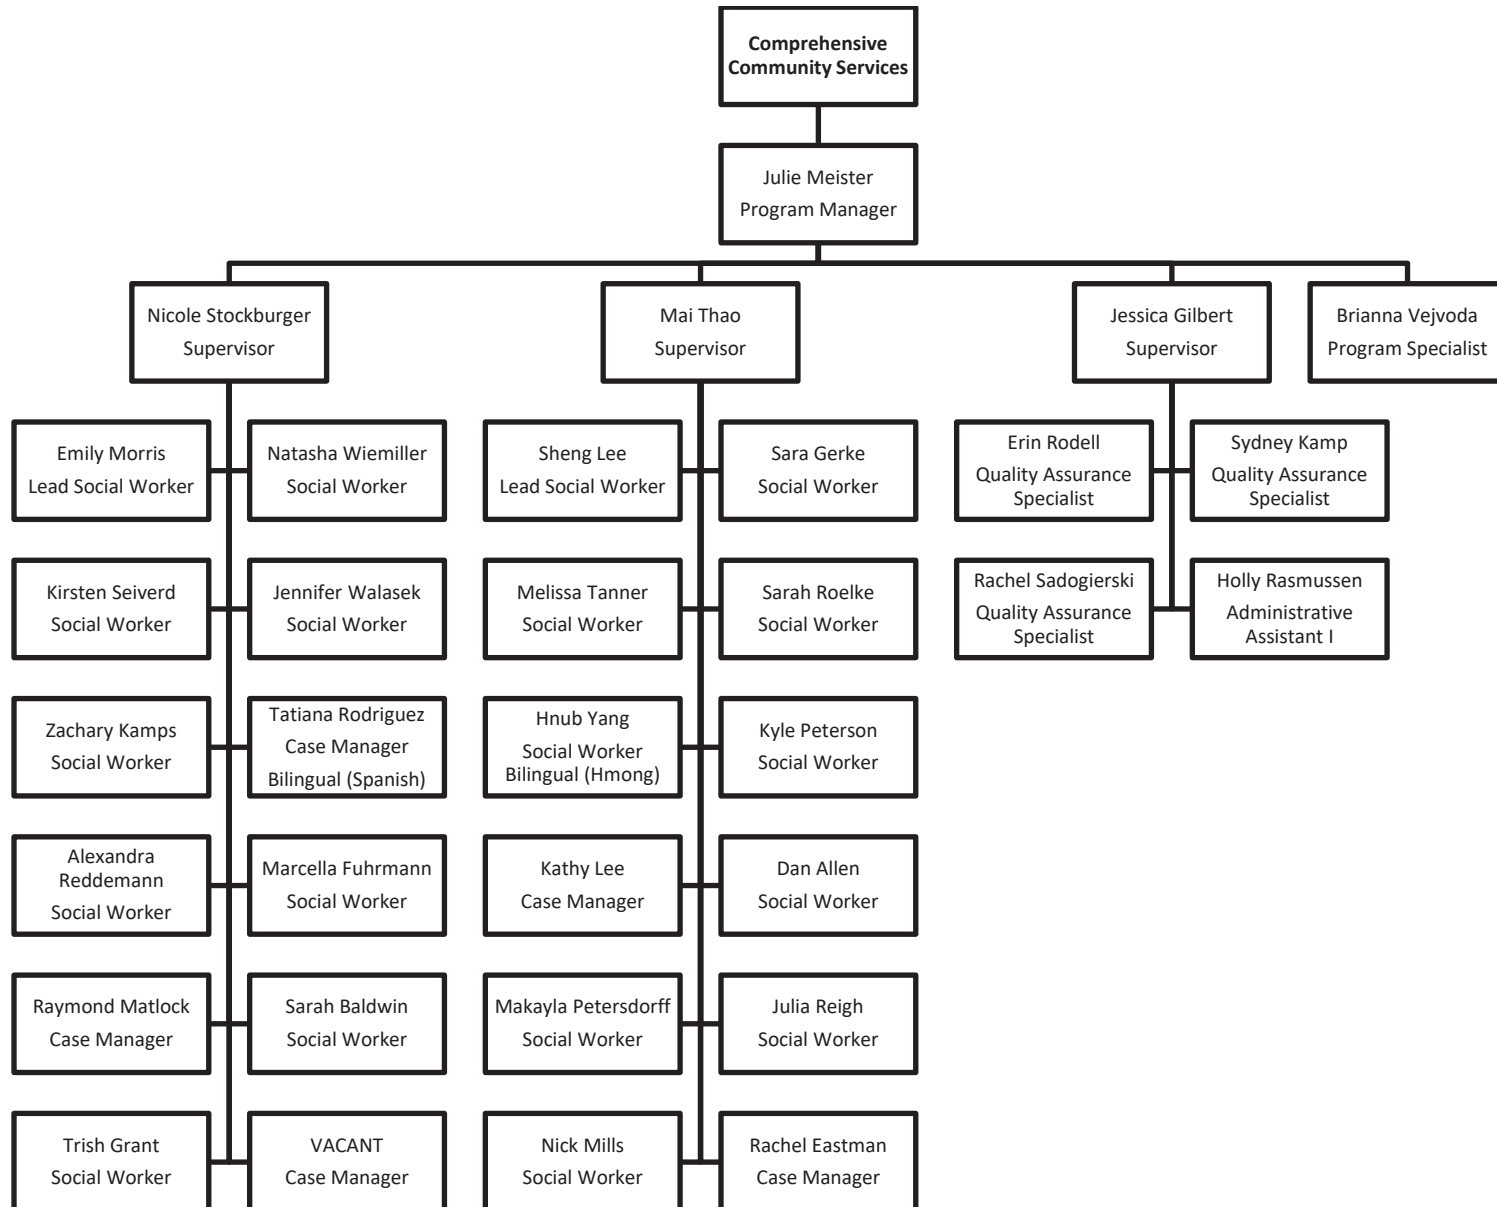 Comprehensive
Community Services
Julie Meister
Program Manager
Nicole Stockburger
Supervisor
Mai Thao
Supervisor
Jessica Gilbert
Supervisor
Brianna Vejvoda
Program Specialist
Emily Morris
Lead Social Worker
Natasha Wiemiller
Social Worker
Sheng Lee
Lead Social Worker
Sara Gerke
Social Worker
Erin Rodell
Quality Assurance
Specialist
Sydney Kamp
Quality Assurance
Specialist
Kirsten Seiverd
Social Worker
Jennifer Walasek
Social Worker
Melissa Tanner
Social Worker
Sarah Roelke
Social Worker
Rachel Sadogierski
Quality Assurance
Specialist
Holly Rasmussen
Administrative
Assistant I
Zachary Kamps
Social Worker
Tatiana Rodriguez
Case Manager
Bilingual (Spanish)
Hnub Yang
Social Worker
Bilingual (Hmong)
Kyle Peterson
Social Worker
Alexandra
Reddemann
Social Worker
Marcella Fuhrmann
Social Worker
Kathy Lee
Case Manager
Dan Allen
Social Worker
Raymond Matlock
Case Manager
Sarah Baldwin
Social Worker
Makayla Petersdorff
Social Worker
Julia Reigh
Social Worker
Trish Grant
Social Worker
VACANT
Case Manager
Nick Mills
Social Worker
Rachel Eastman
Case Manager